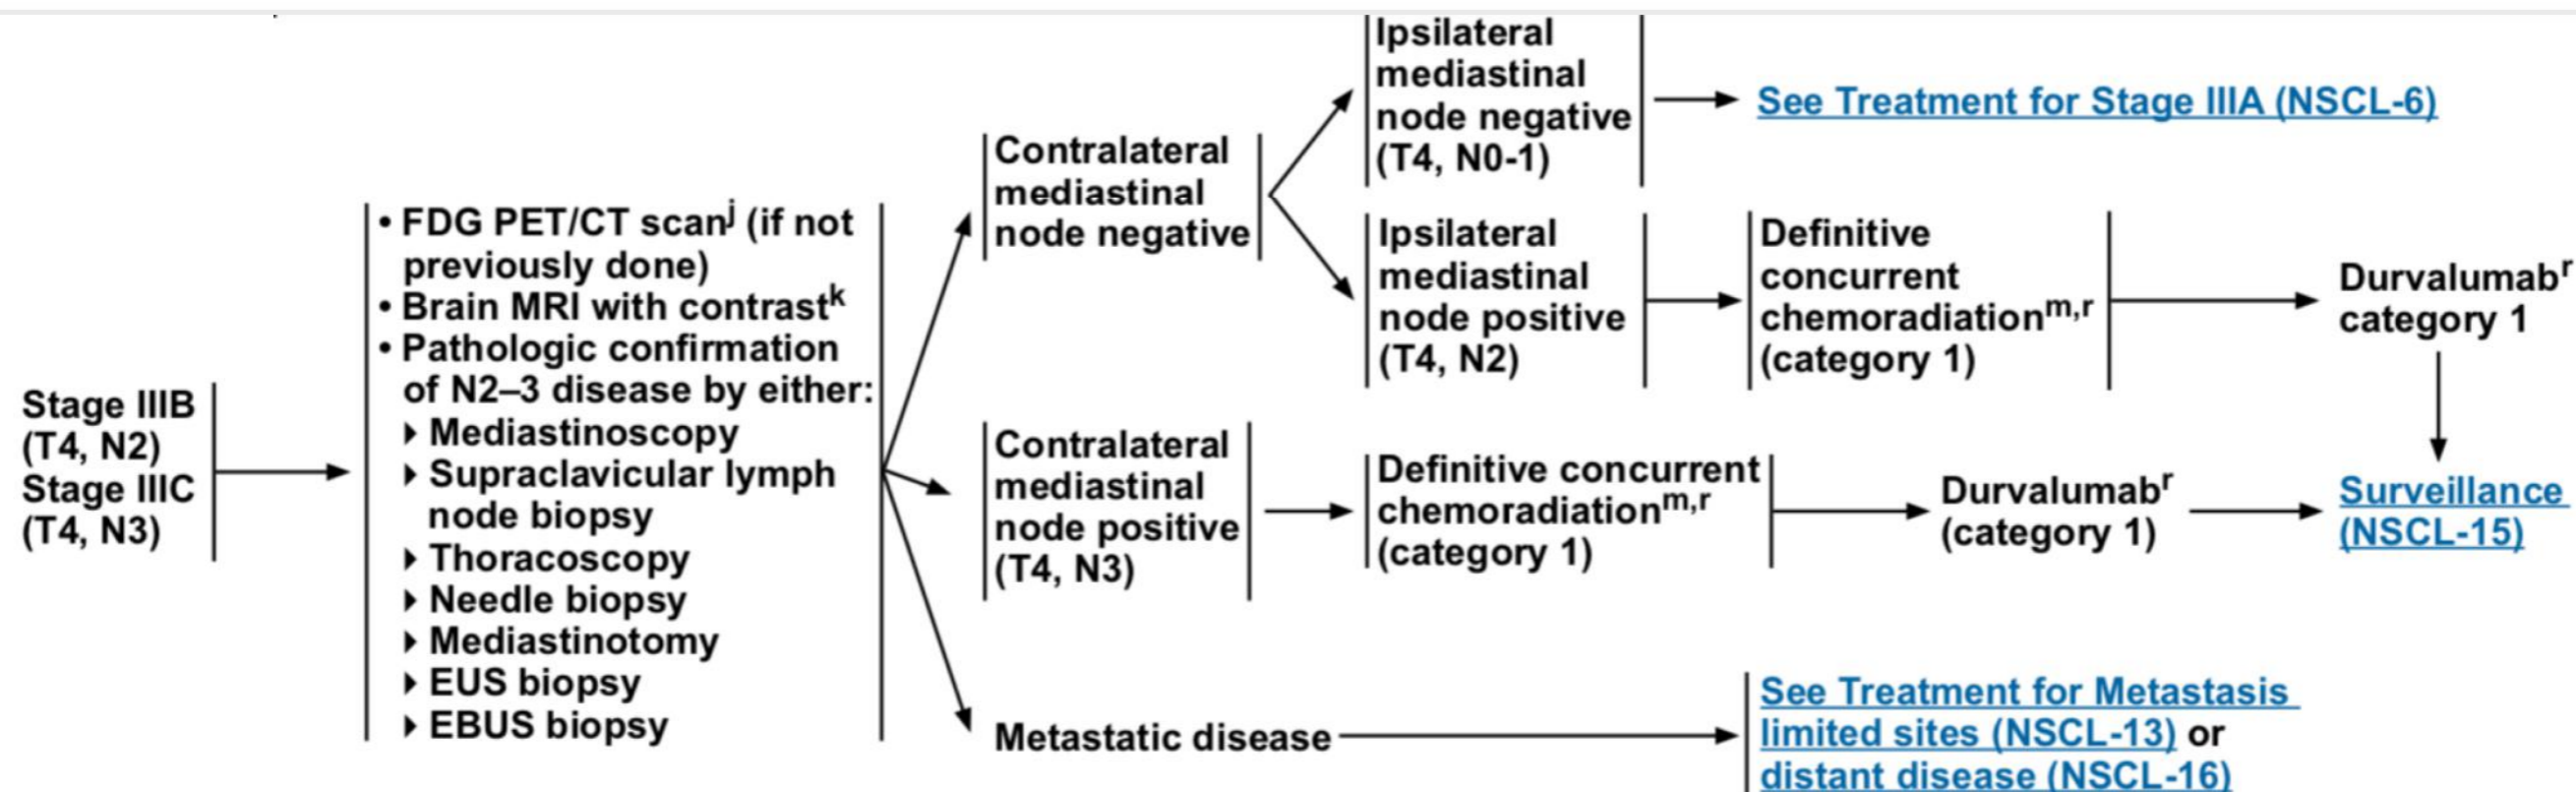 Stage IIIB
(T4, N2)
Stage IIIC
(T4, N3)
• FDG PET/CT scanʲ (if not
previously done)
• Brain MRI with contrastᵏ
• Pathologic confirmation
of N2–3 disease by either:
Mediastinoscopy
Supraclavicular lymph
node biopsy
Thoracoscopy
Needle biopsy
Mediastinotomy
EUS biopsy
EBUS biopsy
Contralateral
mediastinal
node negative
Ipsilateral
mediastinal
node negative
(T4, N0-1)
See Treatment for Stage IIIA (NSCL-6)
Ipsilateral
mediastinal
node positive
(T4, N2)
Definitive
concurrent
chemoradiationᵐ,ʳ
(category 1)
Durvalumabʳ
category 1
Contralateral
mediastinal
node positive
(T4, N3)
Definitive concurrent
chemoradiationᵐ,ʳ
(category 1)
Durvalumabʳ
(category 1)
Surveillance
(NSCL-15)
Metastatic disease
See Treatment for Metastasis
limited sites (NSCL-13) or
distant disease (NSCL-16)